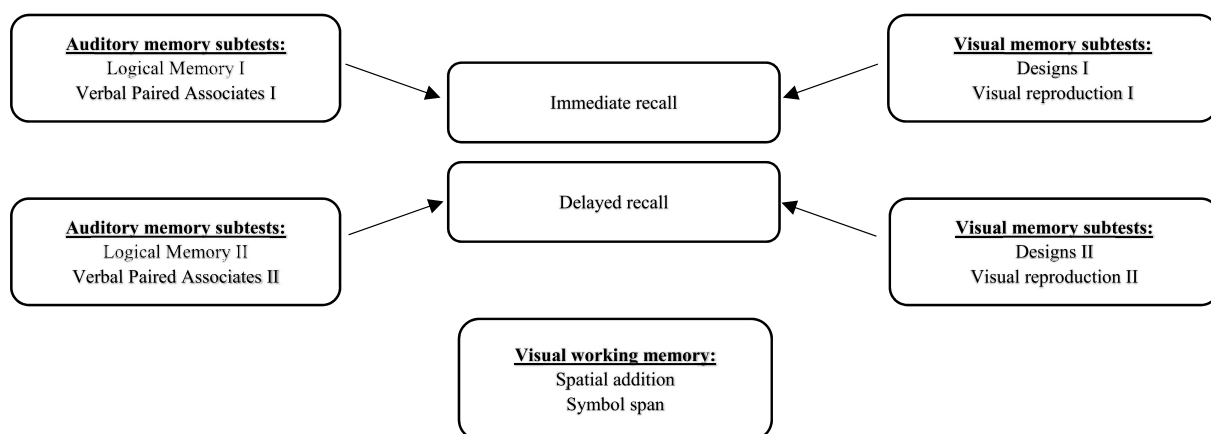 Auditory memory subtests:
Logical Memory I
Verbal Paired Associates I
Immediate recall
Visual memory subtests:
Designs I
Visual reproduction I
Auditory memory subtests:
Logical Memory II
Verbal Paired Associates II
Delayed recall
Visual memory subtests:
Designs II
Visual reproduction II
Visual working memory:
Spatial addition
Symbol span